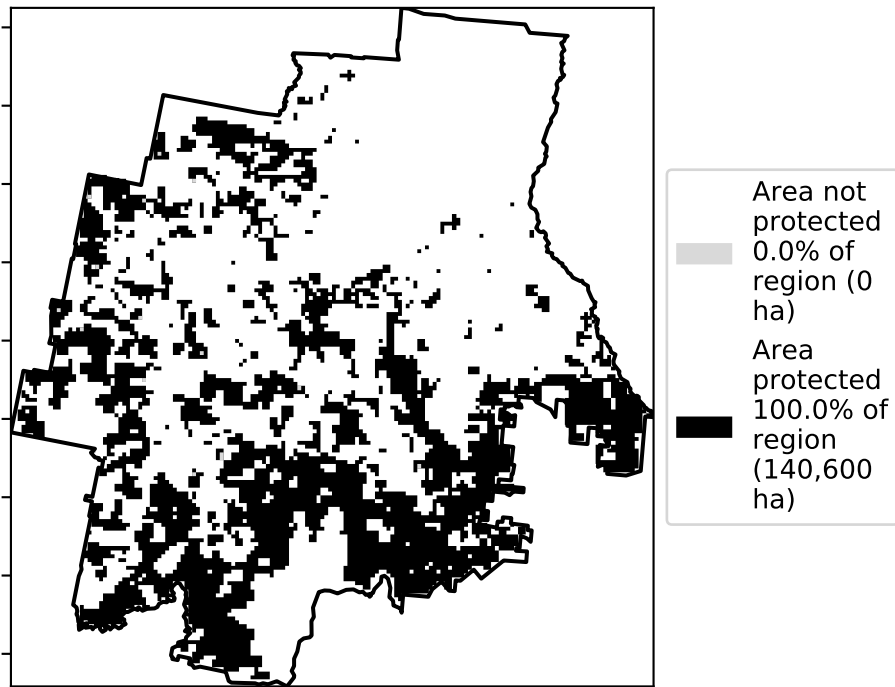 Area not
protected
0.0% of
region (0
ha)
Area
protected
100.0% of
region
(140,600
ha)